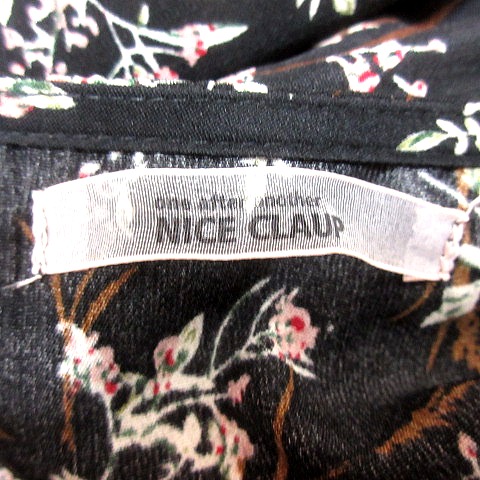 one after another
NICE CLAUP